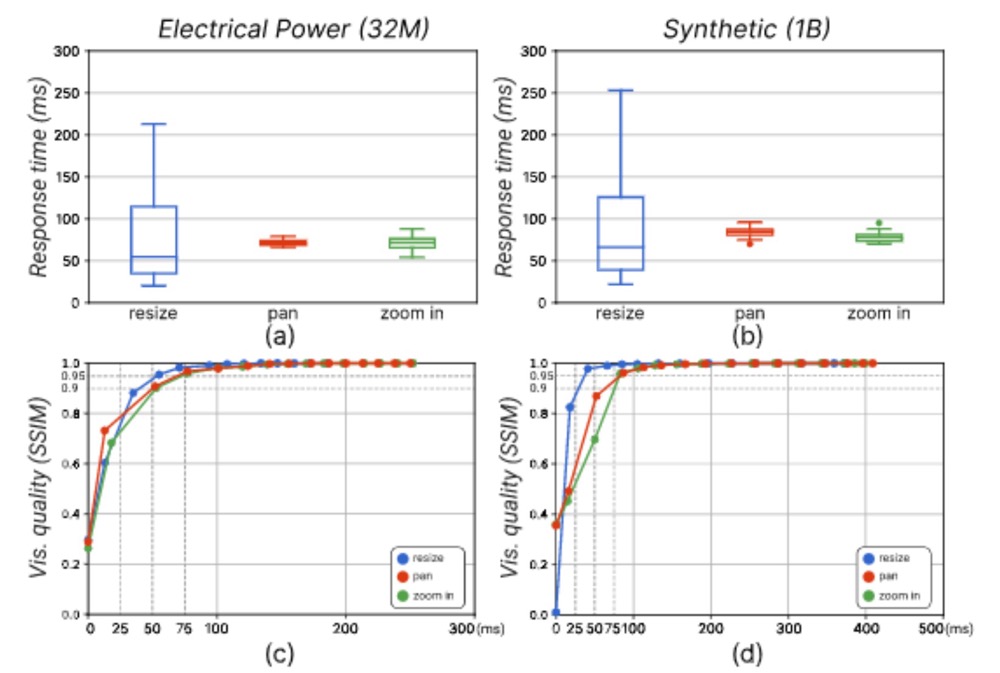 Electrical Power (32M)
Synthetic (1B)
Response time (ms)
300
250
200
150
100
50
0
resize pan zoom in
(a)
Response time (ms)
300
250
200
150
100
50
0
resize pan zoom in
(b)
Vis. quality (SSIM)
1.0
0.95
0.9
0.8
0.6
0.4
0.2
0.0
resize
pan
zoom in
0 25 50 75 100 200 300 (ms)
(c)
Vis. quality (SSIM)
1.0
0.95
0.9
0.8
0.6
0.4
0.2
0.0
resize
pan
zoom in
0 25 50 75 100 200 300 400 500 (ms)
(d)